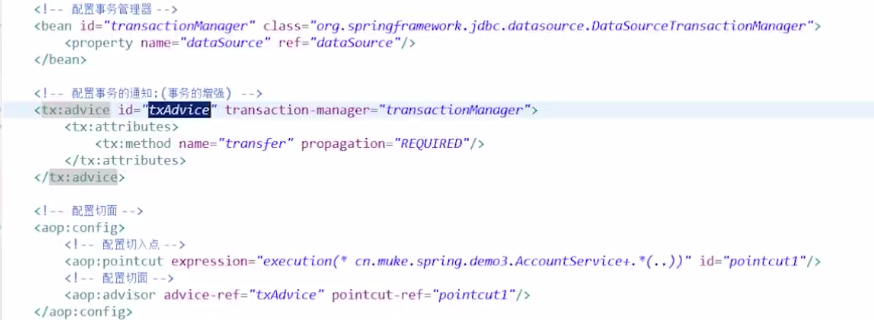 <!-- 配置事务管理器 -->
<bean id="transactionManager" class="org.springframework.jdbc.datasource.DataSourceTransactionManager">
<property name="dataSource" ref="dataSource"/>
</bean>
<!-- 配置事务的通知:(事务的增强) -->
<tx:advice id="txAdvice" transaction-manager="transactionManager">
<tx:attributes>
<tx:method name="transfer" propagation="REQUIRED"/>
</tx:attributes>
</tx:advice>
<!-- 配置切面 -->
<aop:config>
<!-- 配置切入点 -->
<aop:pointcut expression="execution(* cn.muke.spring.demo3.AccountService+.*(..))" id="pointcut1"/>
<!-- 配置切面 -->
<aop:advisor advice-ref="txAdvice" pointcut-ref="pointcut1"/>
</aop:config>